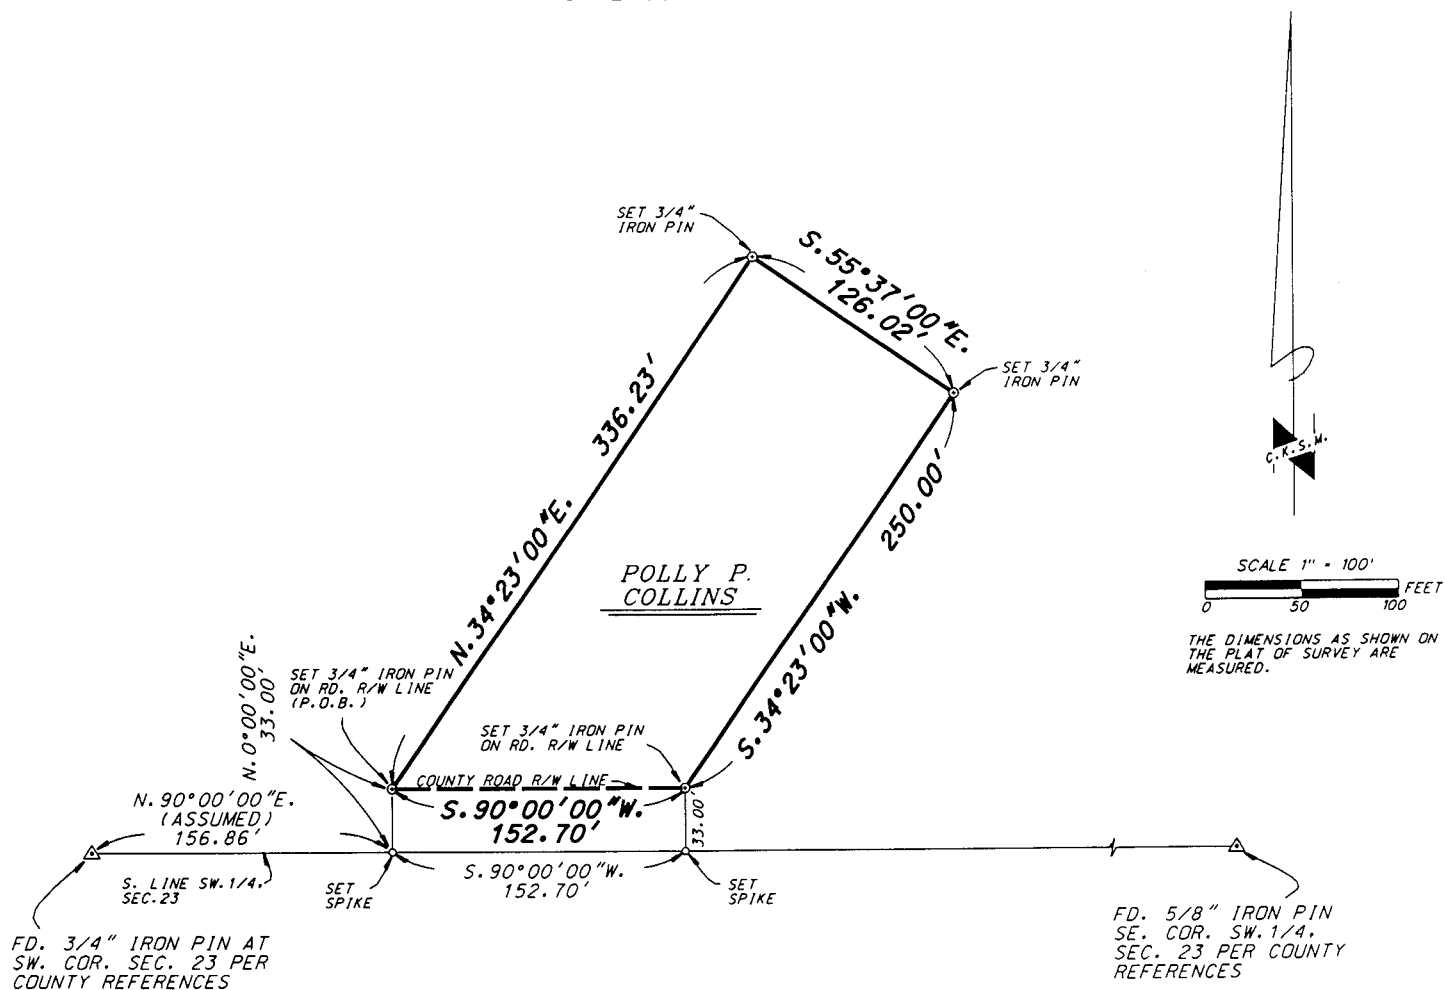 SET 3/4"
IRON PIN
S.55°37'00"E.
126.02'
SET 3/4"
IRON PIN
336.23'
N.34°23'00"E.
250.00'
S.34°23'00"W.
C.K.S.M.
SCALE 1" = 100'
FEET
0 50 100
THE DIMENSIONS AS SHOWN ON
THE PLAT OF SURVEY ARE
MEASURED.
POLLY P.
COLLINS
N.0°00'00"E.
33.00'
SET 3/4" IRON PIN
ON RD. R/W LINE
(P.O.B.)
SET 3/4" IRON PIN
ON RD. R/W LINE
COUNTY ROAD R/W LINE
S.90°00'00"W.
152.70'
33.00'
N.90°00'00"E.
(ASSUMED)
156.86'
S. LINE SW.1/4,
SEC.23
SET
SPIKE
S.90°00'00"W.
152.70'
SET
SPIKE
FD. 3/4" IRON PIN AT
SW. COR. SEC. 23 PER
COUNTY REFERENCES
FD. 5/8" IRON PIN
SE. COR. SW.1/4,
SEC. 23 PER COUNTY
REFERENCES